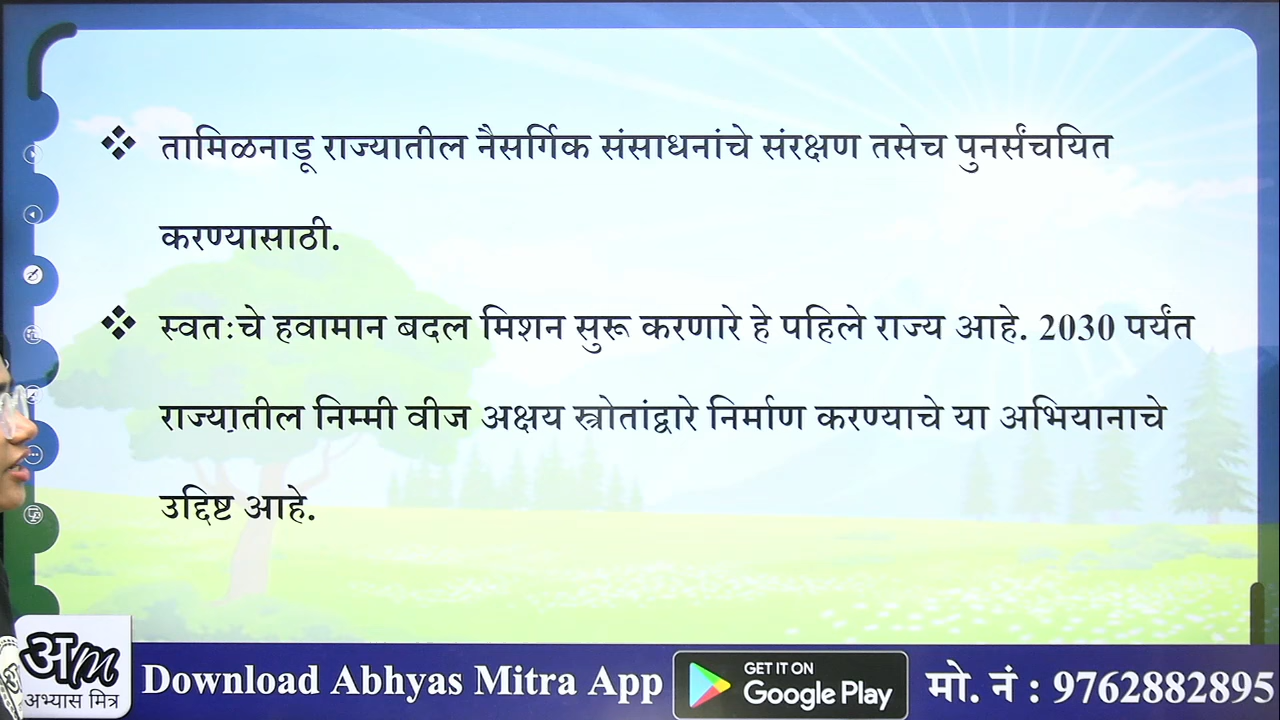 ❖ तामिळनाडू राज्यातील नैसर्गिक संसाधनांचे संरक्षण तसेच पुनर्संचयित
करण्यासाठी.
❖ स्वतःचे हवामान बदल मिशन सुरू करणारे हे पहिले राज्य आहे. 2030 पर्यंत
राज्यातील निम्मी वीज अक्षय स्त्रोतांद्वारे निर्माण करण्याचे या अभियानाचे
उद्दिष्ट आहे.
अm
अभ्यास मित्र
Download Abhyas Mitra App
GET IT ON
Google Play
मो. नं : 9762882895